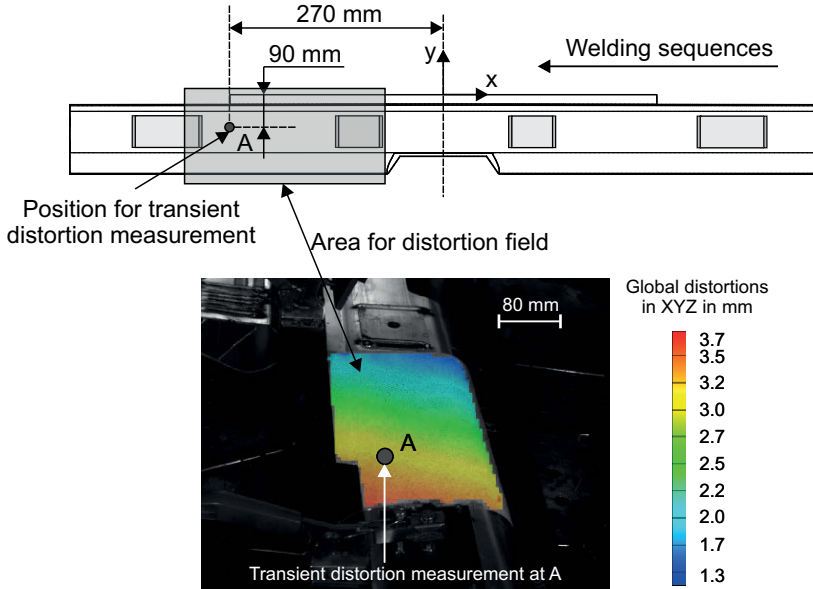 270 mm
90 mm
y
x
Welding sequences
A
Position for transient
distortion measurement
Area for distortion field
80 mm
A
Transient distortion measurement at A
Global distortions
in XYZ in mm
3.7
3.5
3.2
3.0
2.7
2.5
2.2
2.0
1.7
1.3